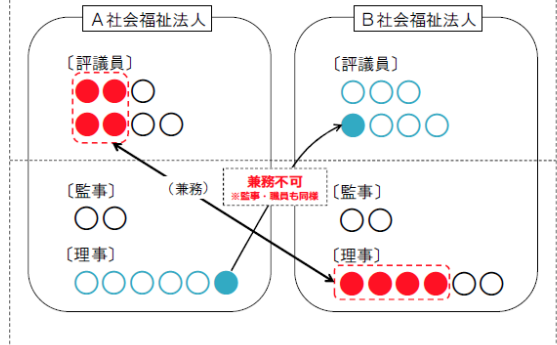 A社会福祉法人
B社会福祉法人
〔評議員〕
〔評議員〕
兼務不可
※監事・職員も同様
（兼務）
〔監事〕
〔監事〕
〔理事〕
〔理事〕